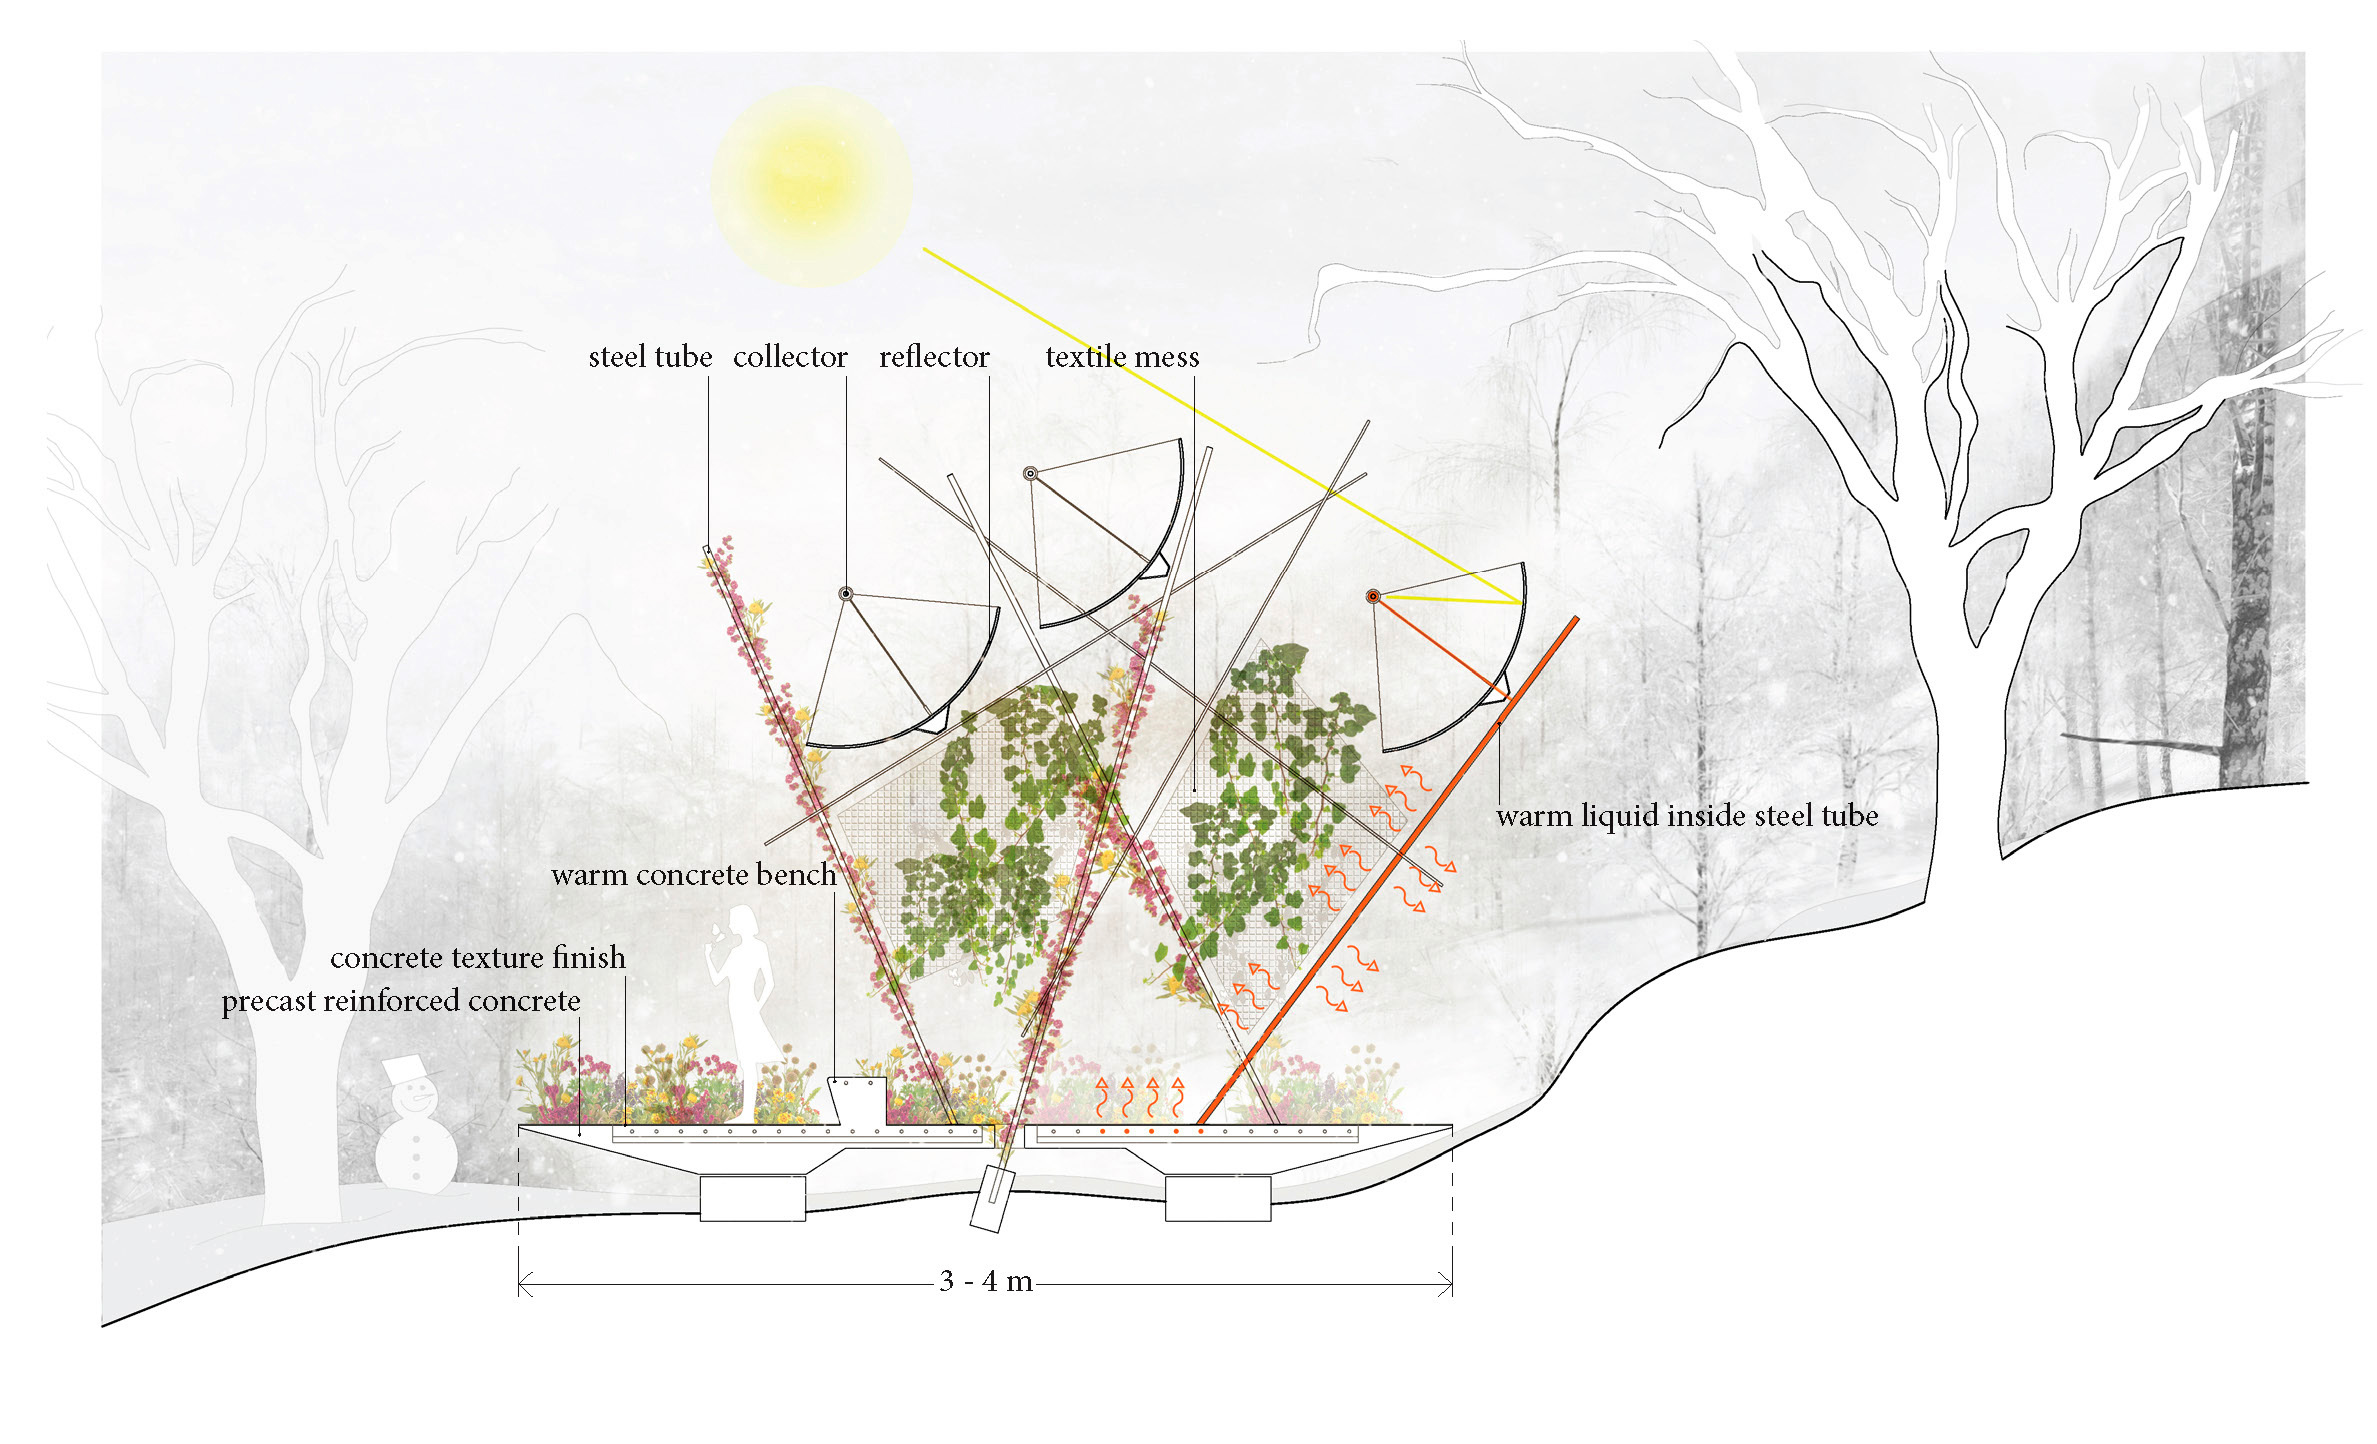 steel tube
collector
reflector
textile mess
warm liquid inside steel tube
warm concrete bench
concrete texture finish
precast reinforced concrete
3 - 4 m